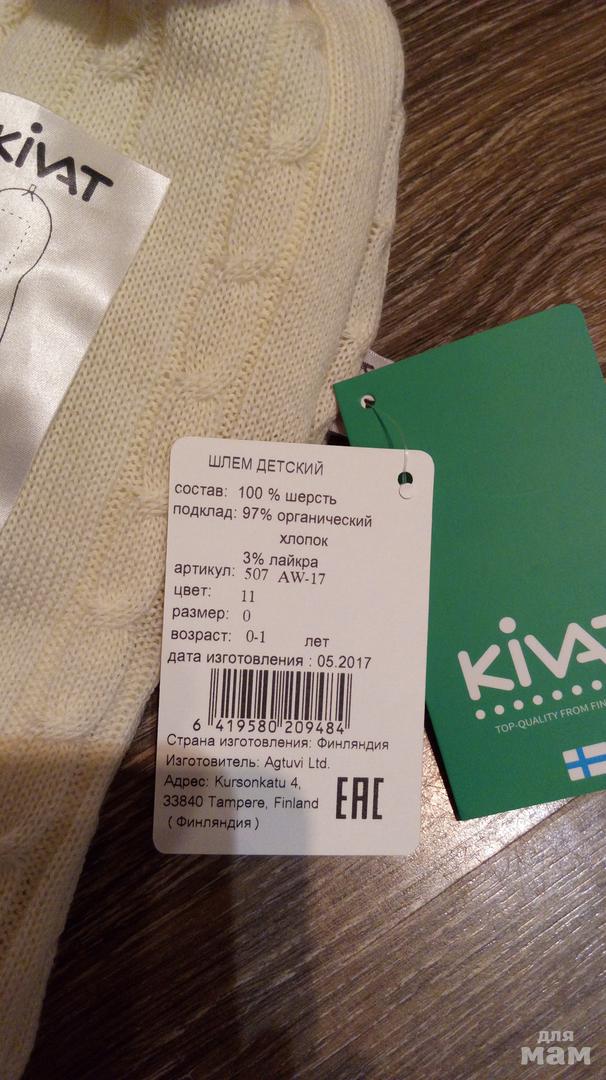 KIVAT
ШЛЕМ ДЕТСКИЙ
состав: 100 % шерсть
подклад: 97% органический
хлопок
3% лайкра
артикул: 507 AW-17
цвет: 11
размер: 0
возраст: 0-1 лет
дата изготовления : 05.2017
6 419580 209484
Страна изготовления: Финляндия
Изготовитель: Agtuvi Ltd.
Адрес: Kursonkatu 4,
33840 Tampere, Finland
( Финляндия )
EAC
KIVAT
TOP-QUALITY FROM FIN
для
мам